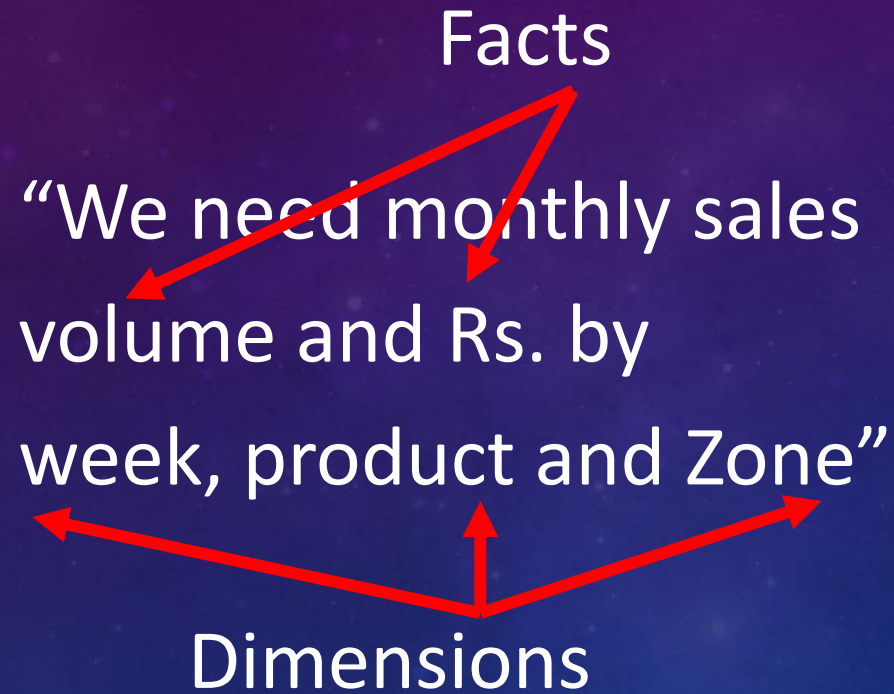 Facts
“We need monthly sales
volume and Rs. by
week, product and Zone”
Dimensions